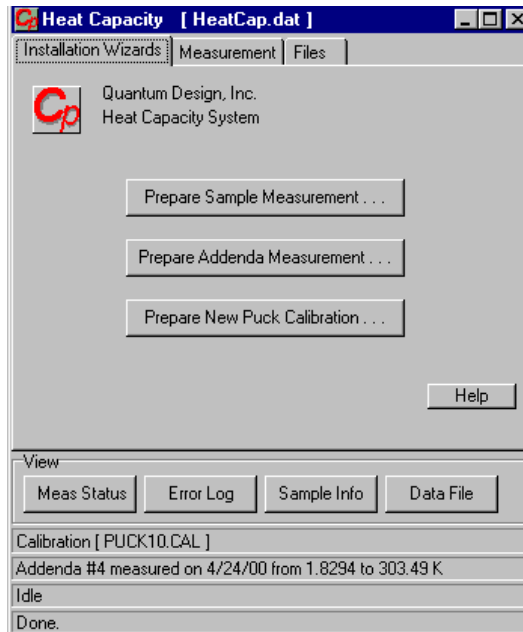 Heat Capacity [ HeatCap.dat ]
Installation Wizards Measurement Files
Cp Quantum Design, Inc.
Heat Capacity System
Prepare Sample Measurement . . .
Prepare Addenda Measurement . . .
Prepare New Puck Calibration . . .
Help
View
Meas Status Error Log Sample Info Data File
Calibration [ PUCK10.CAL ]
Addenda #4 measured on 4/24/00 from 1.8294 to 303.49 K
Idle
Done.